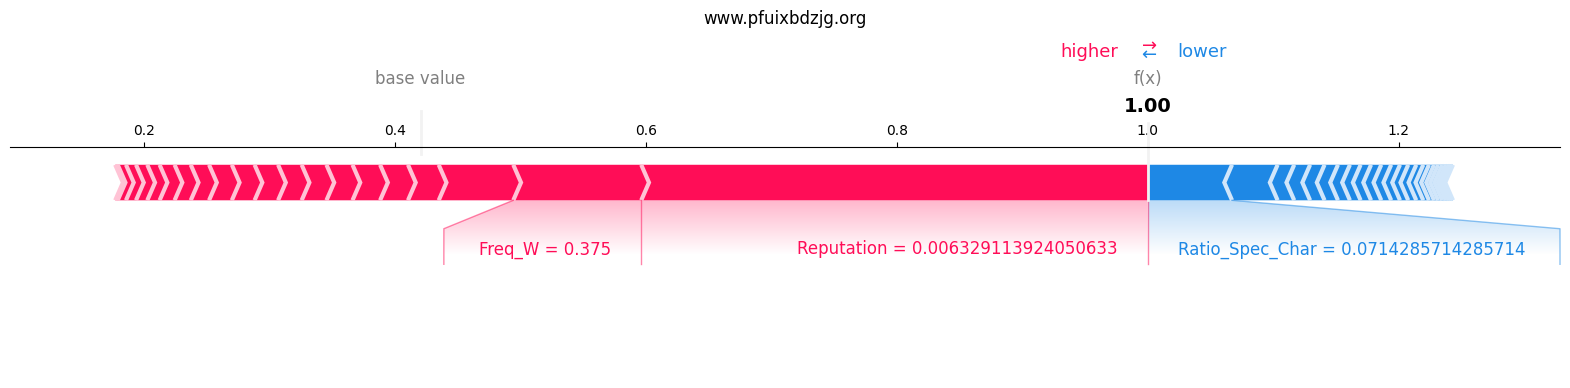 www.pfuixbdzjg.org
higher ⇄ lower
base value f(x)
1.00
0.2 0.4 0.6 0.8 1.0 1.2
Freq_W = 0.375 Reputation = 0.006329113924050633 Ratio_Spec_Char = 0.0714285714285714